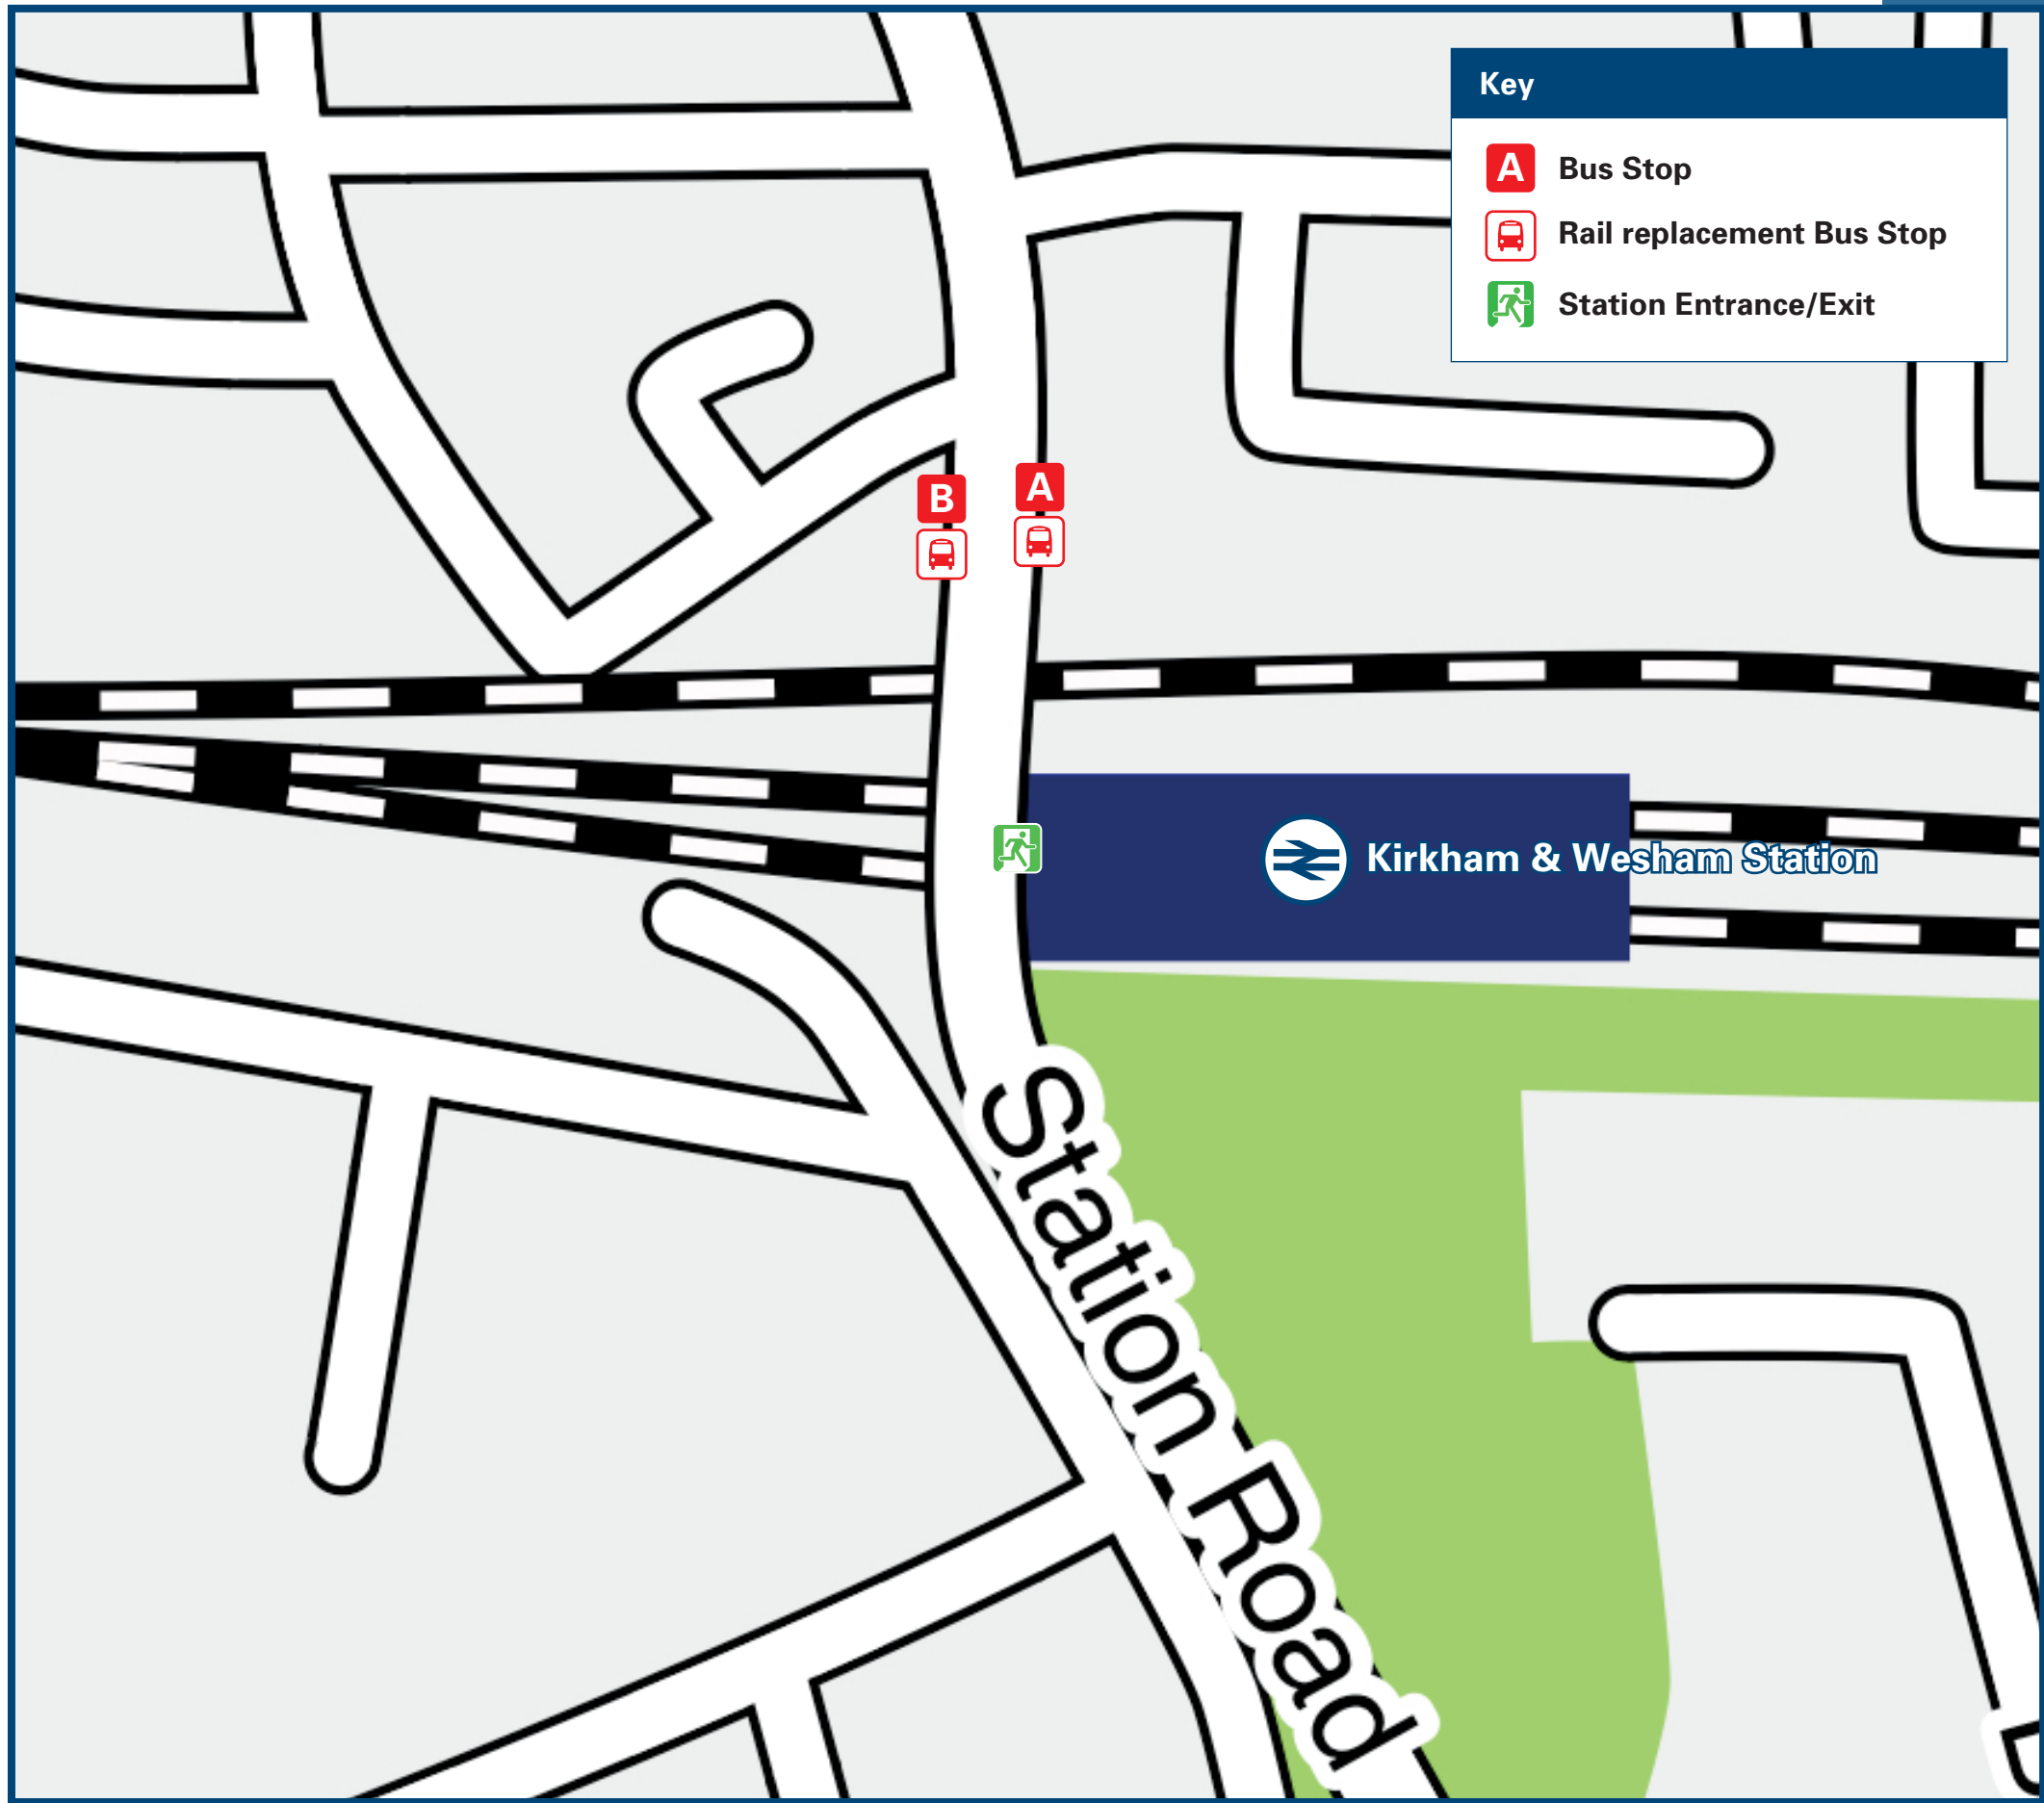 Key
A Bus Stop
Rail replacement Bus Stop
Station Entrance/Exit
B
A
Kirkham & Wesham Station
Station Road